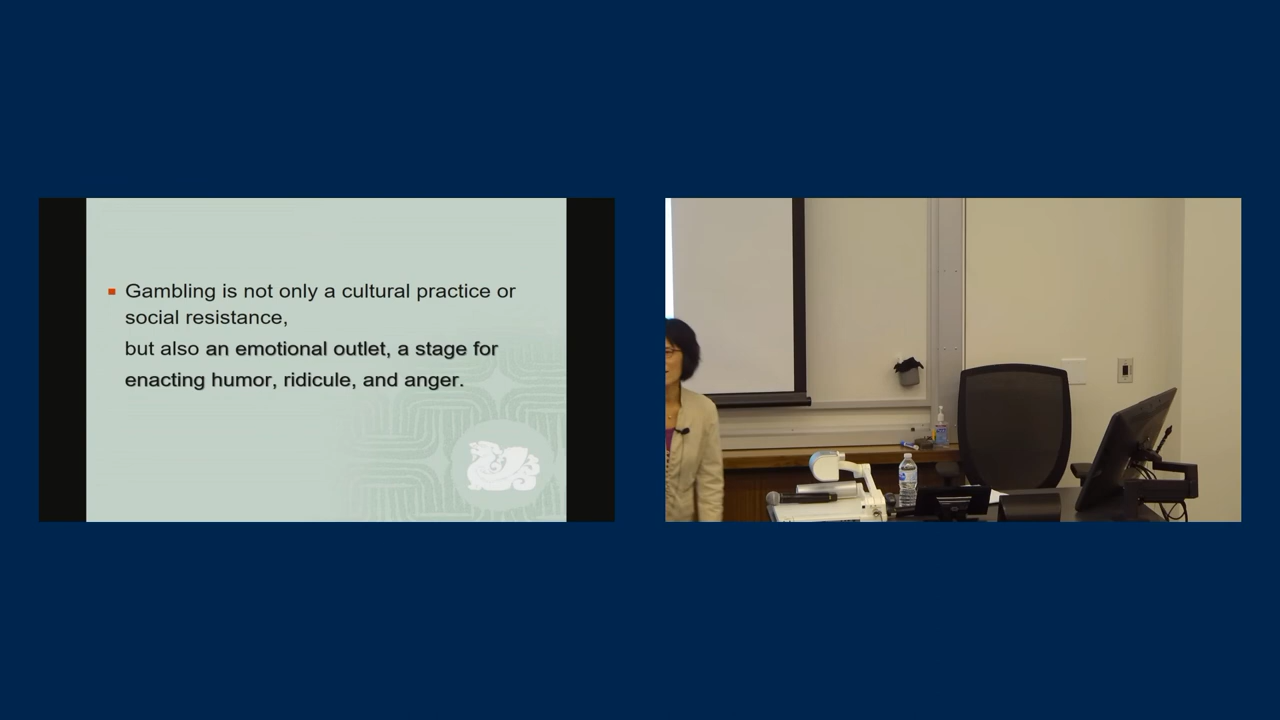 Gambling is not only a cultural practice or
social resistance,
but also an emotional outlet, a stage for
enacting humor, ridicule, and anger.